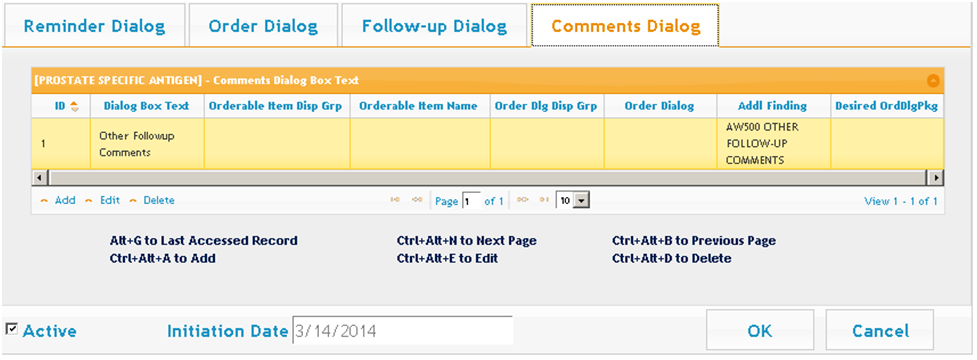 Reminder Dialog Order Dialog Follow-up Dialog Comments Dialog
[PROSTATE SPECIFIC ANTIGEN] - Comments Dialog Box Text
ID Dialog Box Text Orderable Item Disp Grp Orderable Item Name Order Dlg Disp Grp Order Dialog Addl Finding Desired OrdDlgPkg
1 Other Followup Comments AW500 OTHER FOLLOW-UP COMMENTS
Add Edit Delete Page 1 of 1 10 View 1 - 1 of 1
Alt+G to Last Accessed Record Ctrl+Alt+N to Next Page Ctrl+Alt+B to Previous Page
Ctrl+Alt+A to Add Ctrl+Alt+E to Edit Ctrl+Alt+D to Delete
Active Initiation Date 3/14/2014 OK Cancel